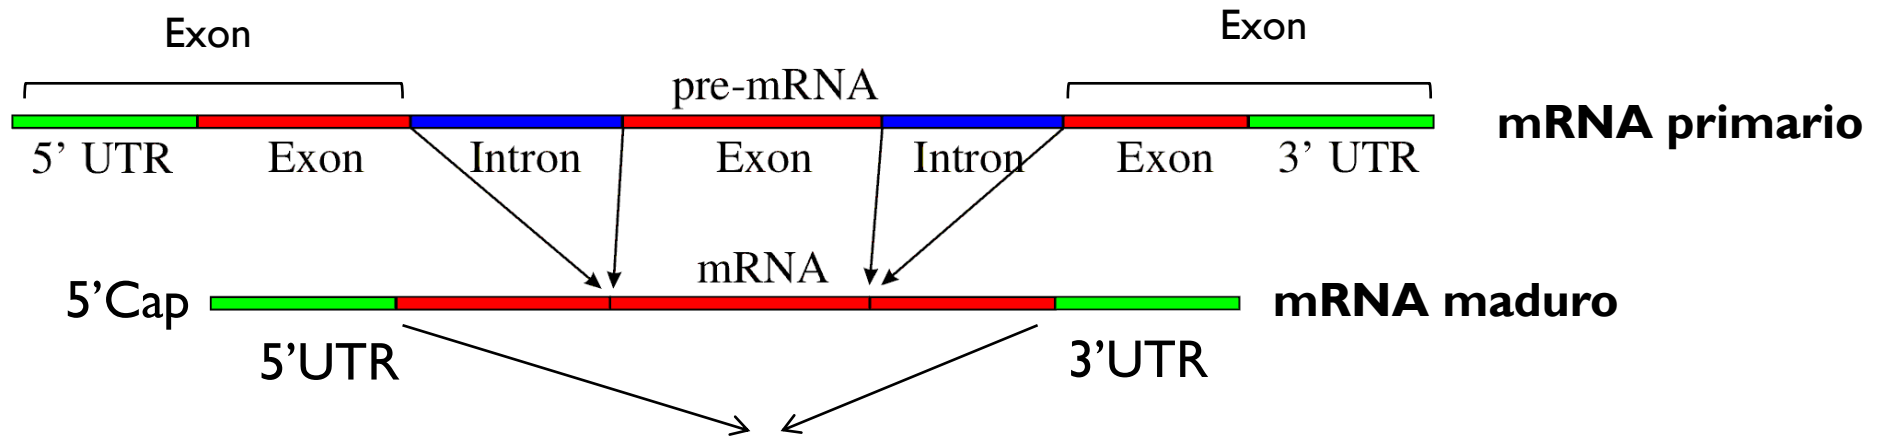 Exon
Exon
pre-mRNA
mRNA primario
5’ UTR Exon Intron Exon Intron Exon 3’ UTR
mRNA
5’Cap
mRNA maduro
5’UTR
3’UTR